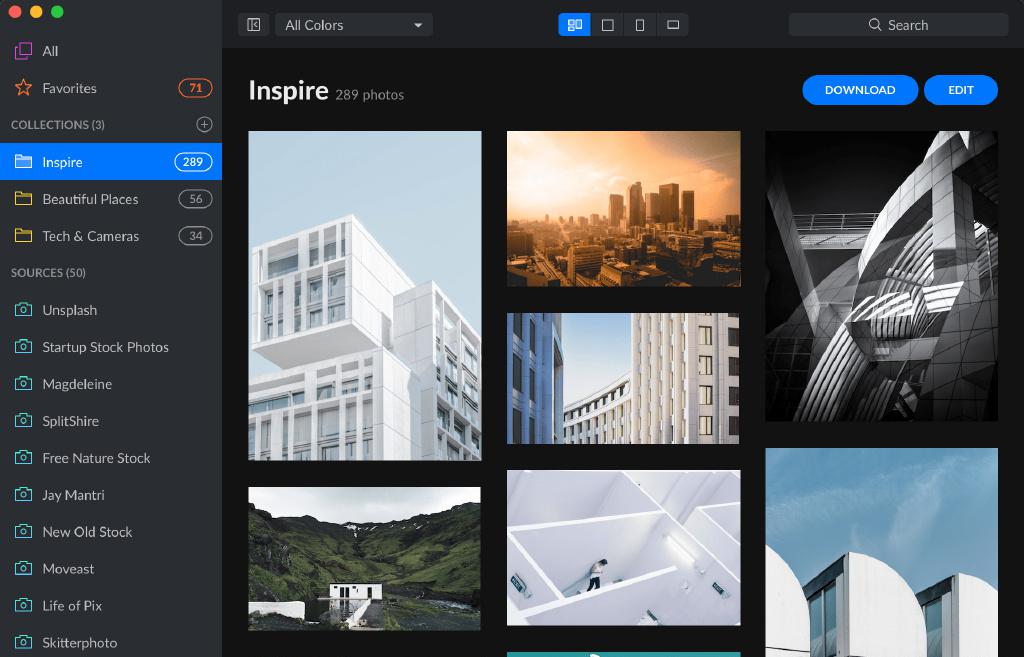 All Colors
Search
All
Favorites 71
COLLECTIONS (3)
Inspire 289
Beautiful Places 56
Tech & Cameras 34
SOURCES (50)
Unsplash
Startup Stock Photos
Magdeleine
SplitShire
Free Nature Stock
Jay Mantri
New Old Stock
Moveast
Life of Pix
Skitterphoto
Inspire 289 photos
DOWNLOAD
EDIT